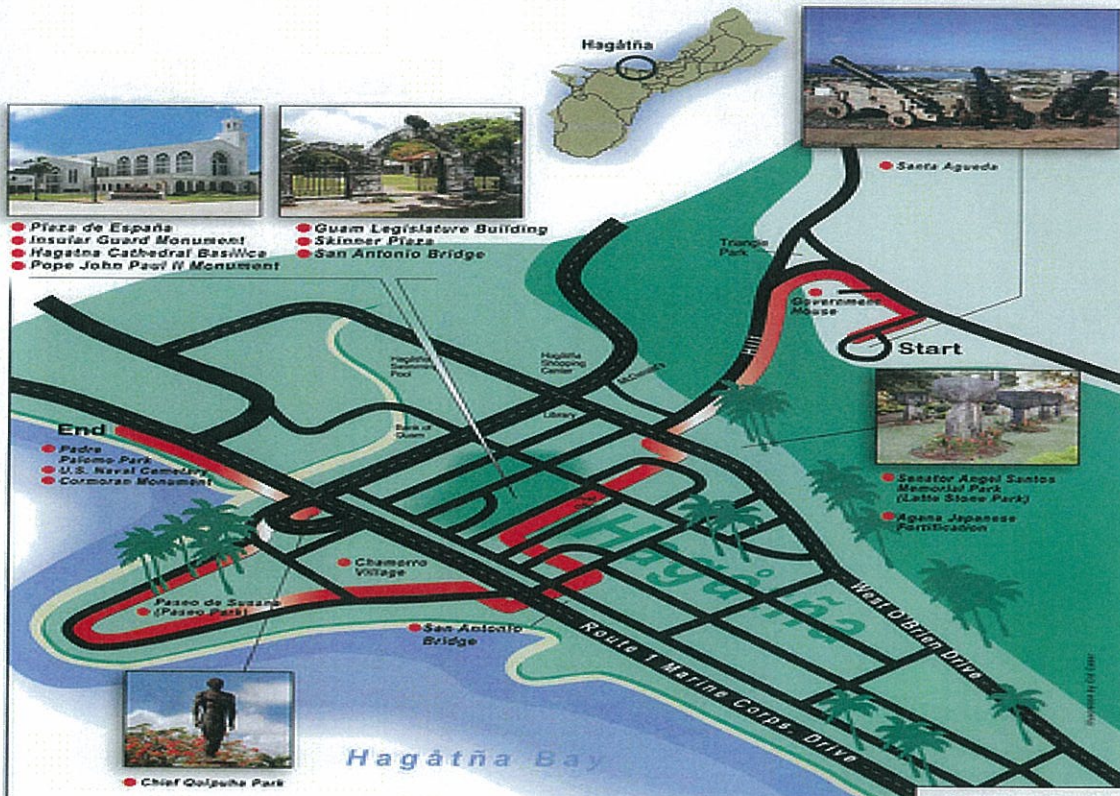 Hagåtña
Santa Agueda
Plaza de España
Insular Guard Monument
Hagatna Cathedral Basilica
Pope John Paul II Monument
Guam Legislature Building
Skinner Plaza
San Antonio Bridge
Triangle
Park
Government
House
Start
Hill
Hagåtña
Swimming
Pool
Hagåtña
Shopping
Center
McDonald's
Library
Bank of
Guam
End
Padre
Palomo Park
U.S. Naval Cemetery
Cormoran Monument
Senator Angel Santos
Memorial Park
(Latte Stone Park)
Agana Japanese
Fortification
Hagåtña
Chamorro
Village
Paseo de Susana
(Paseo Park)
San Antonio
Bridge
West O'Brien Drive
Route 1 Marine Corps. Drive
Hagåtña Bay
Chief Quipuha Park